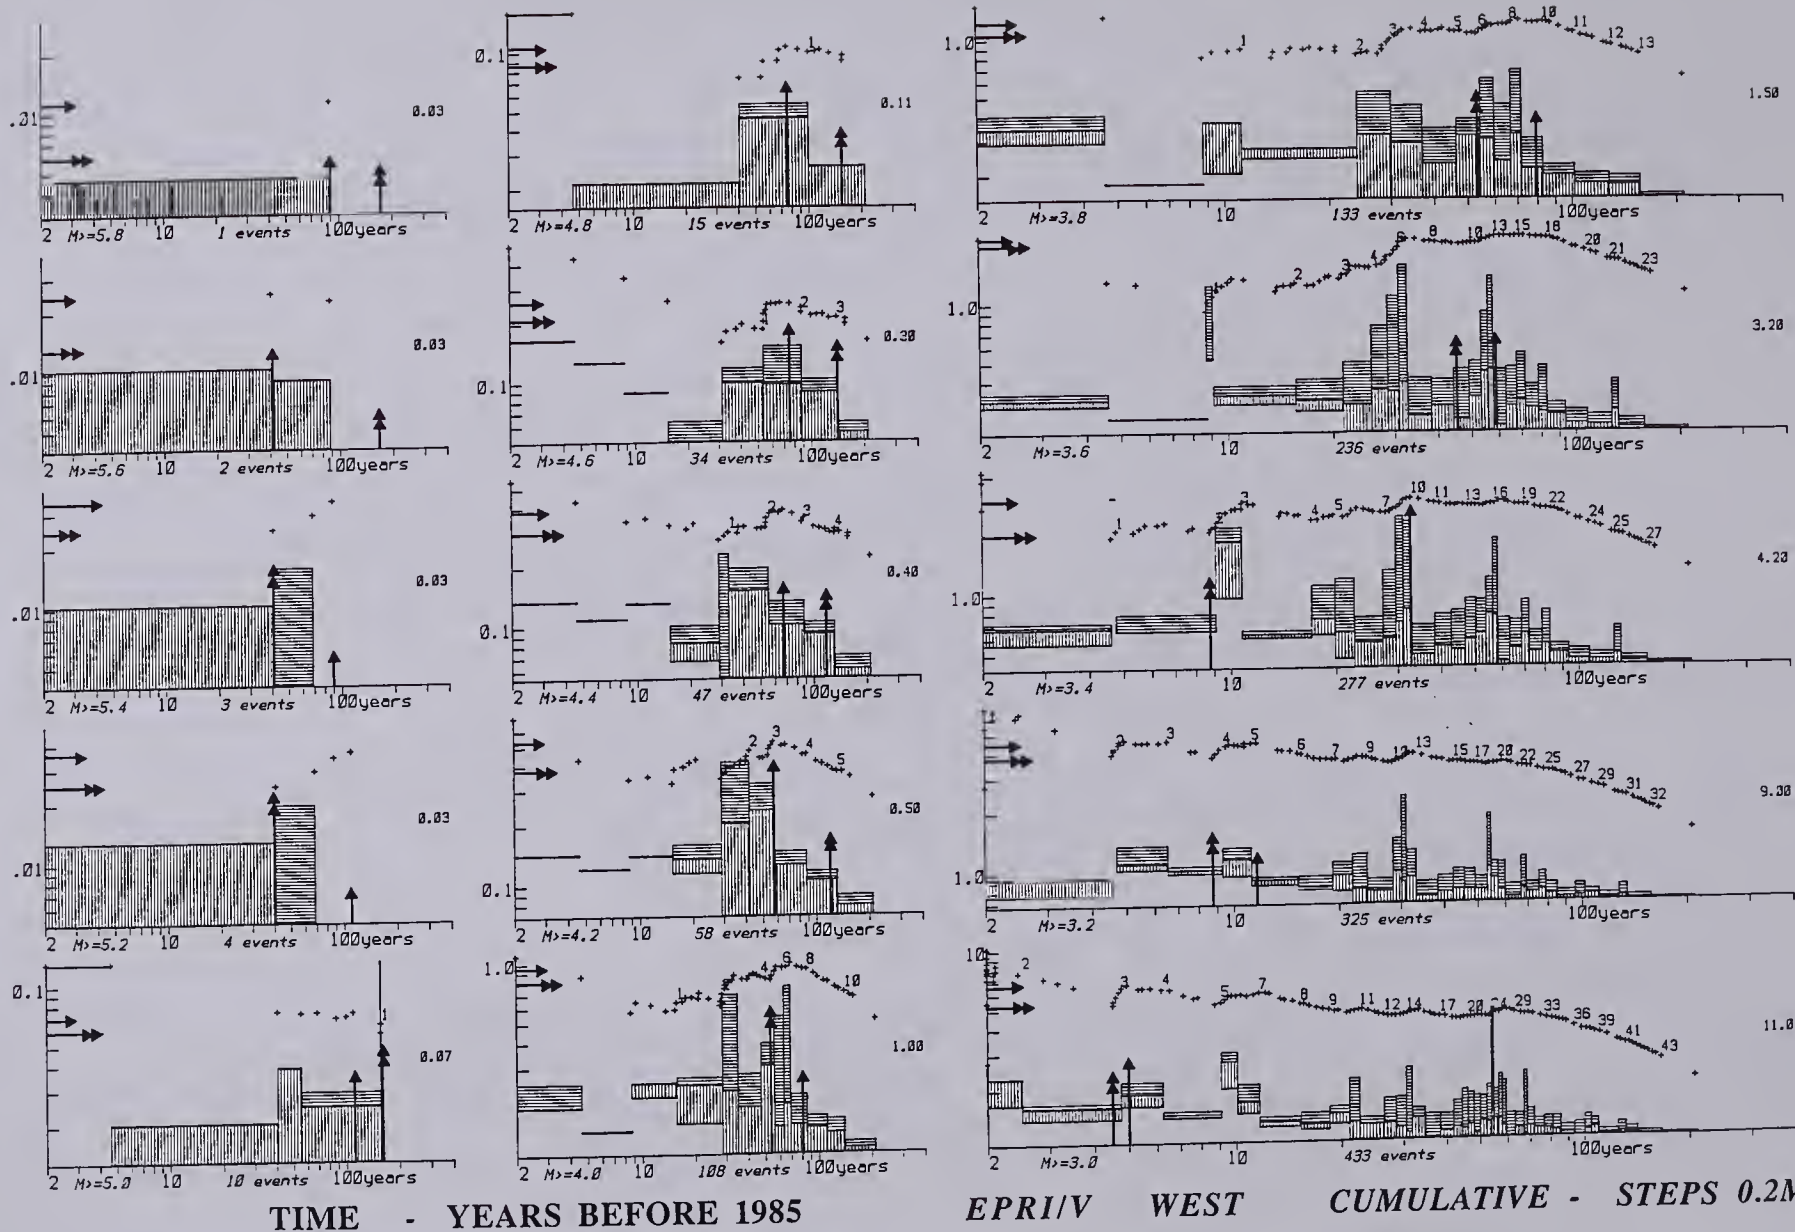 .01
0.03
2 M>=5.8 10 1 events 100years
.01
0.03
2 M>=5.6 10 2 events 100years
.01
0.03
2 M>=5.4 10 3 events 100years
.01
0.03
2 M>=5.2 10 4 events 100years
0.1
1
0.07
2 M>=5.0 10 10 events 100years
0.1
1
0.11
2 M>=4.8 10 15 events 100years
0.1
2 3
0.30
2 M>=4.6 10 34 events 100years
0.1
1 2 3 4
0.40
2 M>=4.4 10 47 events 100years
0.1
2 3 4 5
0.50
2 M>=4.2 10 58 events 100years
1.0
1 4 6 8 10
1.00
2 M>=4.0 10 108 events 100years
1.0
1 2 3 4 5 6 8 10 11 12 13
1.50
2 M>=3.8 10 133 events 100years
1.0
2 3 4 6 8 10 13 15 18 20 21 23
3.20
2 M>=3.6 10 236 events 100years
1.0
1 2 3 4 5 7 10 11 13 16 19 22 24 25 27
4.20
2 M>=3.4 10 277 events 100years
1.0
2 3 4 5 6 7 9 12 13 15 17 20 22 25 27 29 31 32
9.00
2 M>=3.2 10 325 events 100years
10
2 3 4 5 7 8 9 11 12 14 17 20 24 29 33 36 39 41 43
11.0
2 M>=3.0 10 433 events 100years
TIME - YEARS BEFORE 1985
EPRI/V WEST CUMULATIVE - STEPS 0.2M